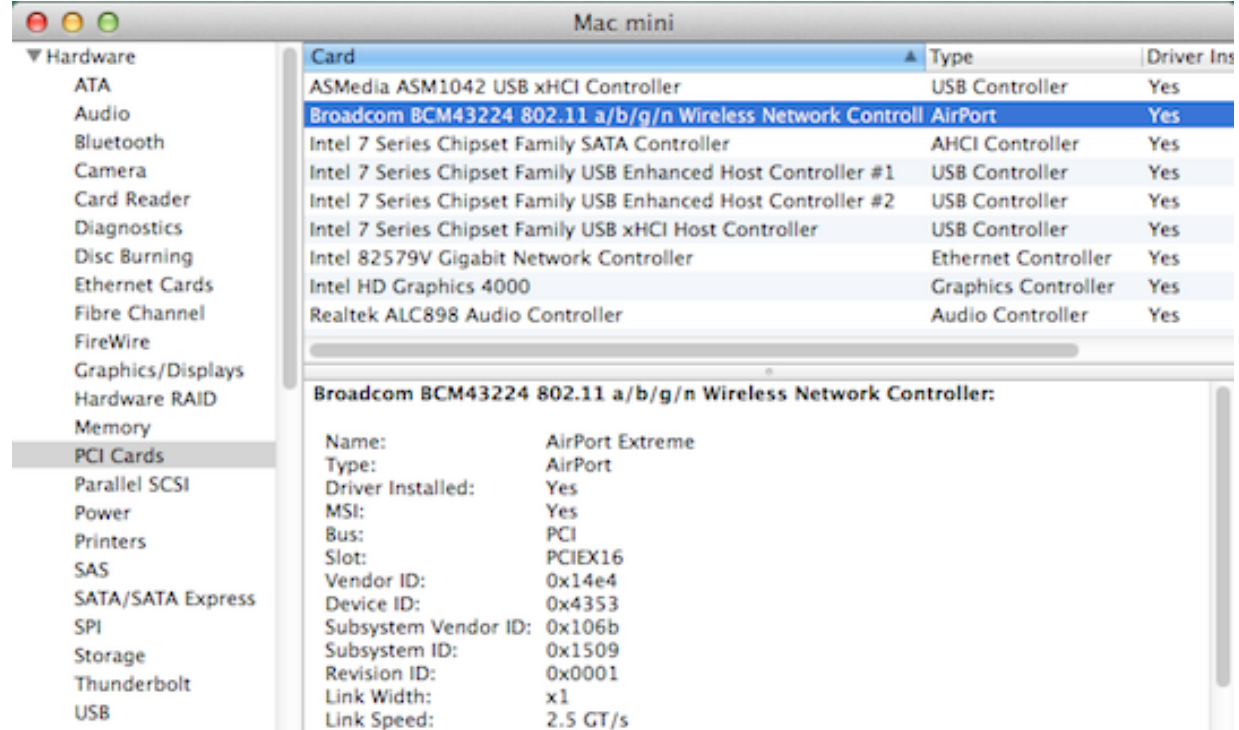 Mac mini
Hardware
ATA
Audio
Bluetooth
Camera
Card Reader
Diagnostics
Disc Burning
Ethernet Cards
Fibre Channel
FireWire
Graphics/Displays
Hardware RAID
Memory
PCI Cards
Parallel SCSI
Power
Printers
SAS
SATA/SATA Express
SPI
Storage
Thunderbolt
USB
Card Type Driver Ins
ASMedia ASM1042 USB xHCI Controller USB Controller Yes
Broadcom BCM43224 802.11 a/b/g/n Wireless Network Controll AirPort Yes
Intel 7 Series Chipset Family SATA Controller AHCI Controller Yes
Intel 7 Series Chipset Family USB Enhanced Host Controller #1 USB Controller Yes
Intel 7 Series Chipset Family USB Enhanced Host Controller #2 USB Controller Yes
Intel 7 Series Chipset Family USB xHCI Host Controller USB Controller Yes
Intel 82579V Gigabit Network Controller Ethernet Controller Yes
Intel HD Graphics 4000 Graphics Controller Yes
Realtek ALC898 Audio Controller Audio Controller Yes
Broadcom BCM43224 802.11 a/b/g/n Wireless Network Controller:
Name: AirPort Extreme
Type: AirPort
Driver Installed: Yes
MSI: Yes
Bus: PCI
Slot: PCIEX16
Vendor ID: 0x14e4
Device ID: 0x4353
Subsystem Vendor ID: 0x106b
Subsystem ID: 0x1509
Revision ID: 0x0001
Link Width: x1
Link Speed: 2.5 GT/s